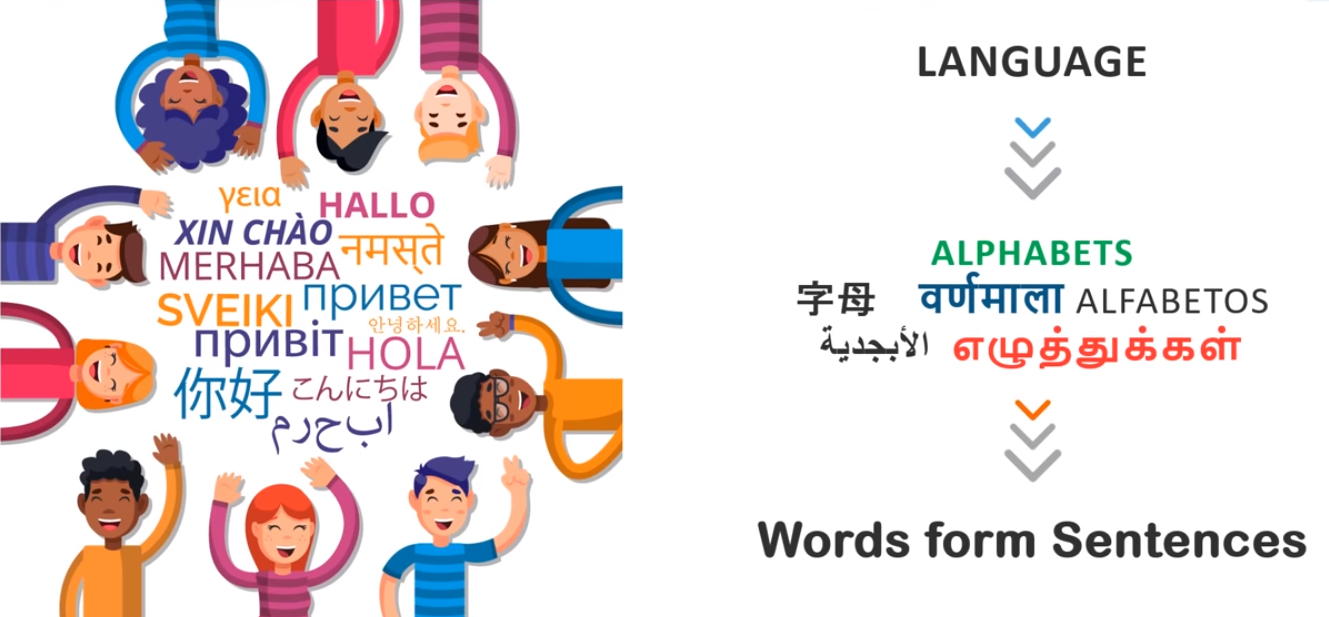 γεια
HALLO
XIN CHÀO
नमस्ते
MERHABA
SVEIKI
привет
안녕하세요.
привіт
HOLA
你好
こんにちは
ابحرم
LANGUAGE
ALPHABETS
字母 वर्णमाला ALFABETOS
الأبجدية எழுத்துக்கள்
Words form Sentences